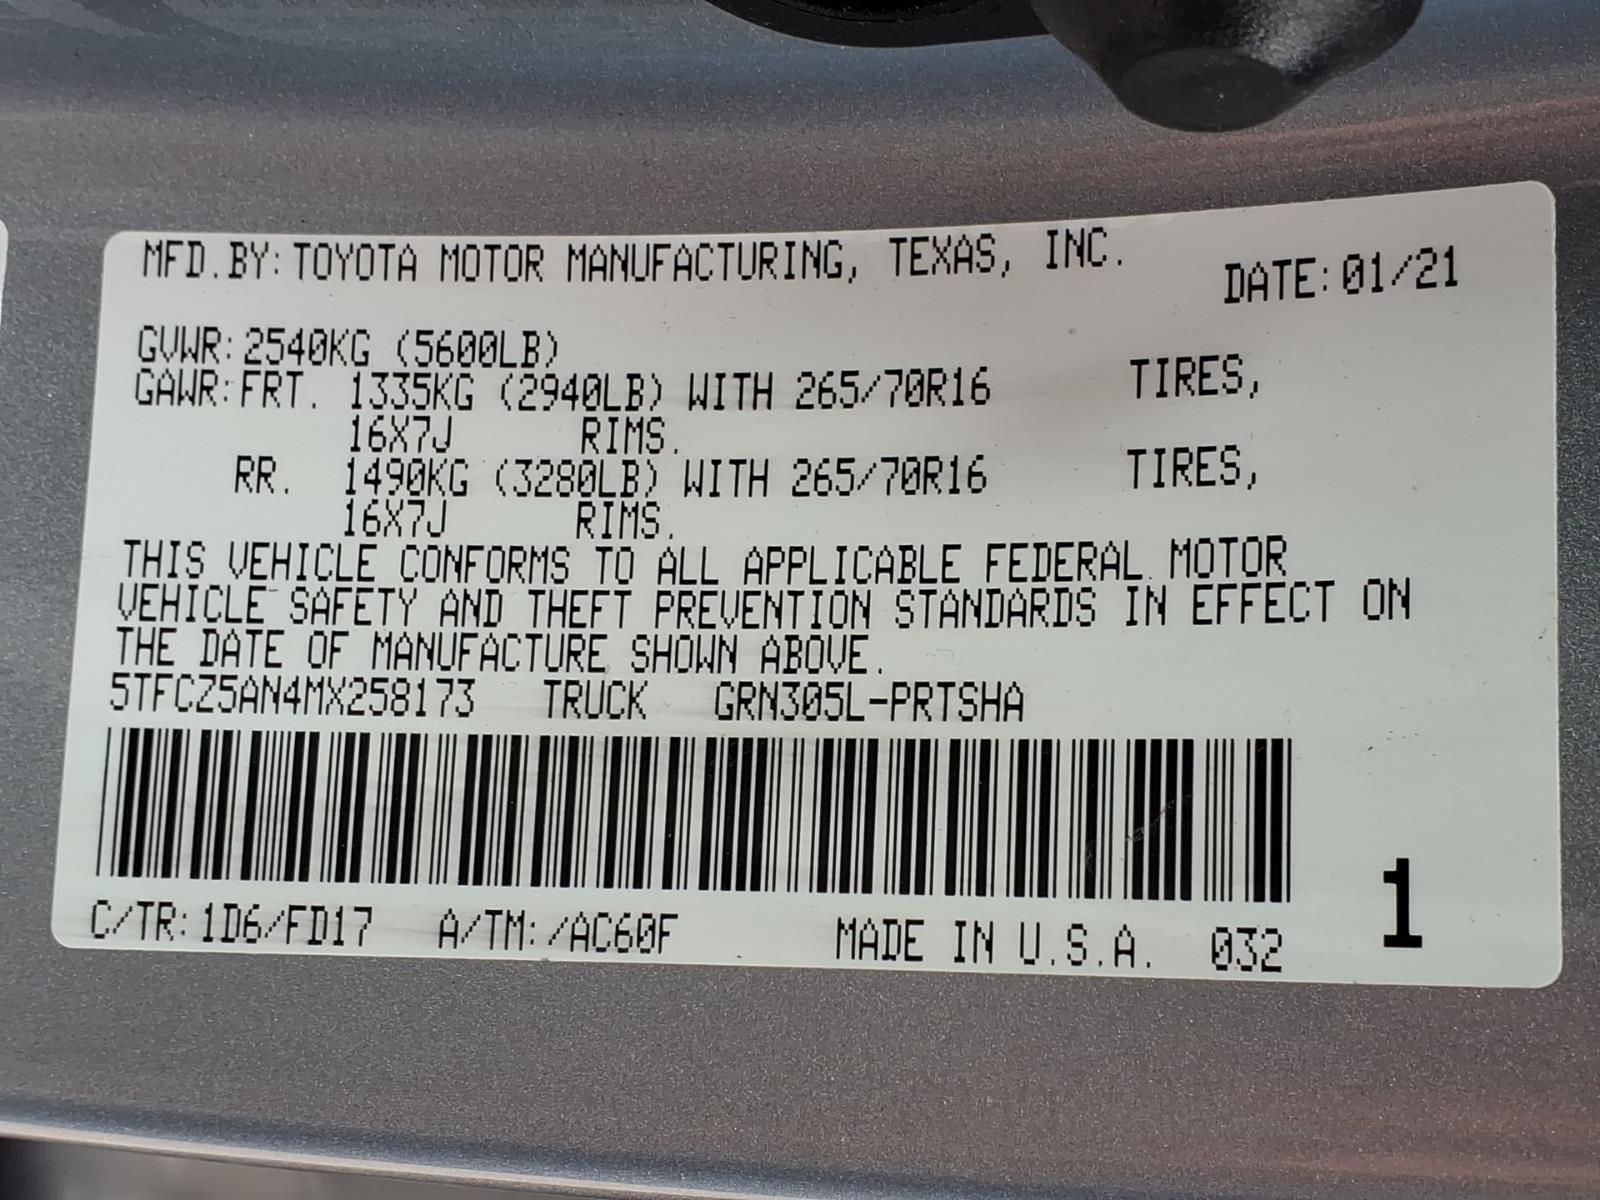 MFD.BY:TOYOTA MOTOR MANUFACTURING, TEXAS, INC. DATE:01/21
GVWR:2540KG (5600LB)
GAWR:FRT. 1335KG (2940LB) WITH 265/70R16 TIRES,
16X7J RIMS.
RR. 1490KG (3280LB) WITH 265/70R16 TIRES,
16X7J RIMS.
THIS VEHICLE CONFORMS TO ALL APPLICABLE FEDERAL MOTOR
VEHICLE SAFETY AND THEFT PREVENTION STANDARDS IN EFFECT ON
THE DATE OF MANUFACTURE SHOWN ABOVE.
5TFCZ5AN4MX258173 TRUCK GRN305L-PRTSHA
1
C/TR:1D6/FD17 A/TM:/AC60F MADE IN U.S.A. 032